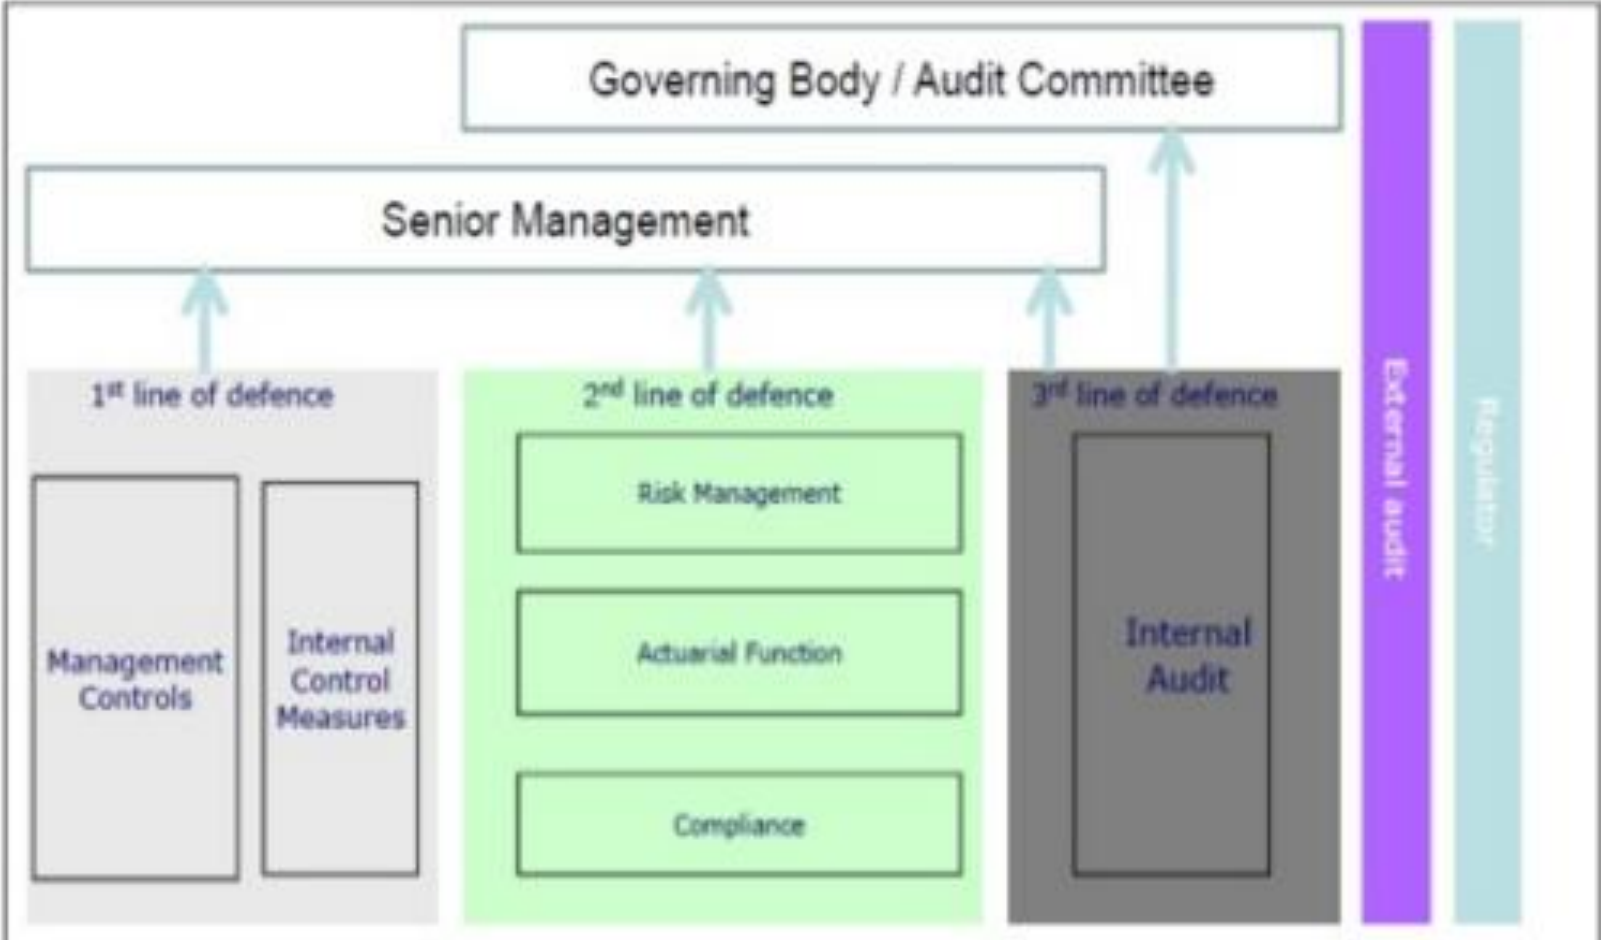 Governing Body / Audit Committee
Senior Management
1st line of defence
2nd line of defence
3rd line of defence
Management
Controls
Internal
Control
Measures
Risk Management
Actuarial Function
Compliance
Internal
Audit
External audit
Regulator